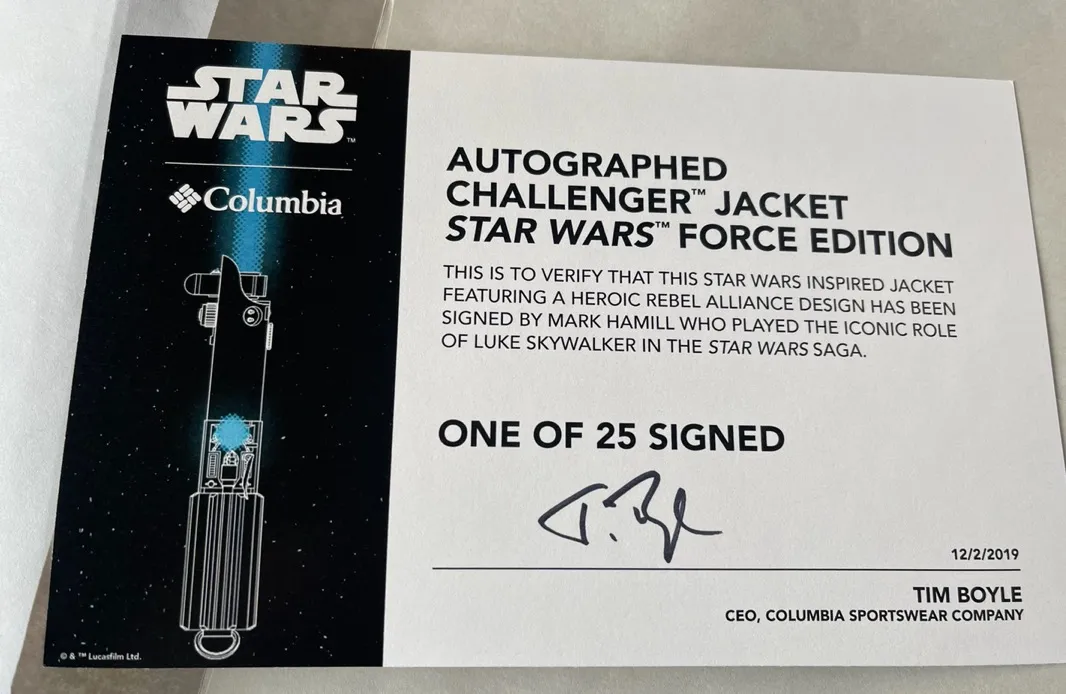 STAR
WARS™
Columbia
© & ™ Lucasfilm Ltd.
AUTOGRAPHED
CHALLENGER™ JACKET
STAR WARS™ FORCE EDITION
THIS IS TO VERIFY THAT THIS STAR WARS INSPIRED JACKET
FEATURING A HEROIC REBEL ALLIANCE DESIGN HAS BEEN
SIGNED BY MARK HAMILL WHO PLAYED THE ICONIC ROLE
OF LUKE SKYWALKER IN THE STAR WARS SAGA.
ONE OF 25 SIGNED
T. Boyle
12/2/2019
TIM BOYLE
CEO, COLUMBIA SPORTSWEAR COMPANY